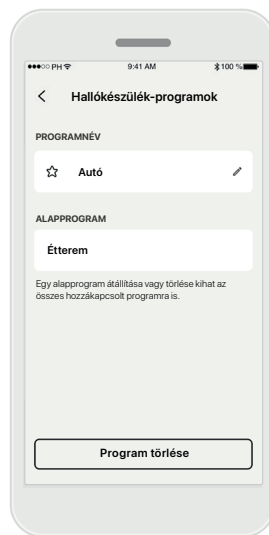 ●●●○○ PH 9:41 AM 100 %
Hallókészülék-programok
PROGRAMNÉV
Autó
ALAPPROGRAM
Étterem
Egy alapprogram átállítása vagy törlése kihat az
összes hozzákapcsolt programra is.
Program törlése